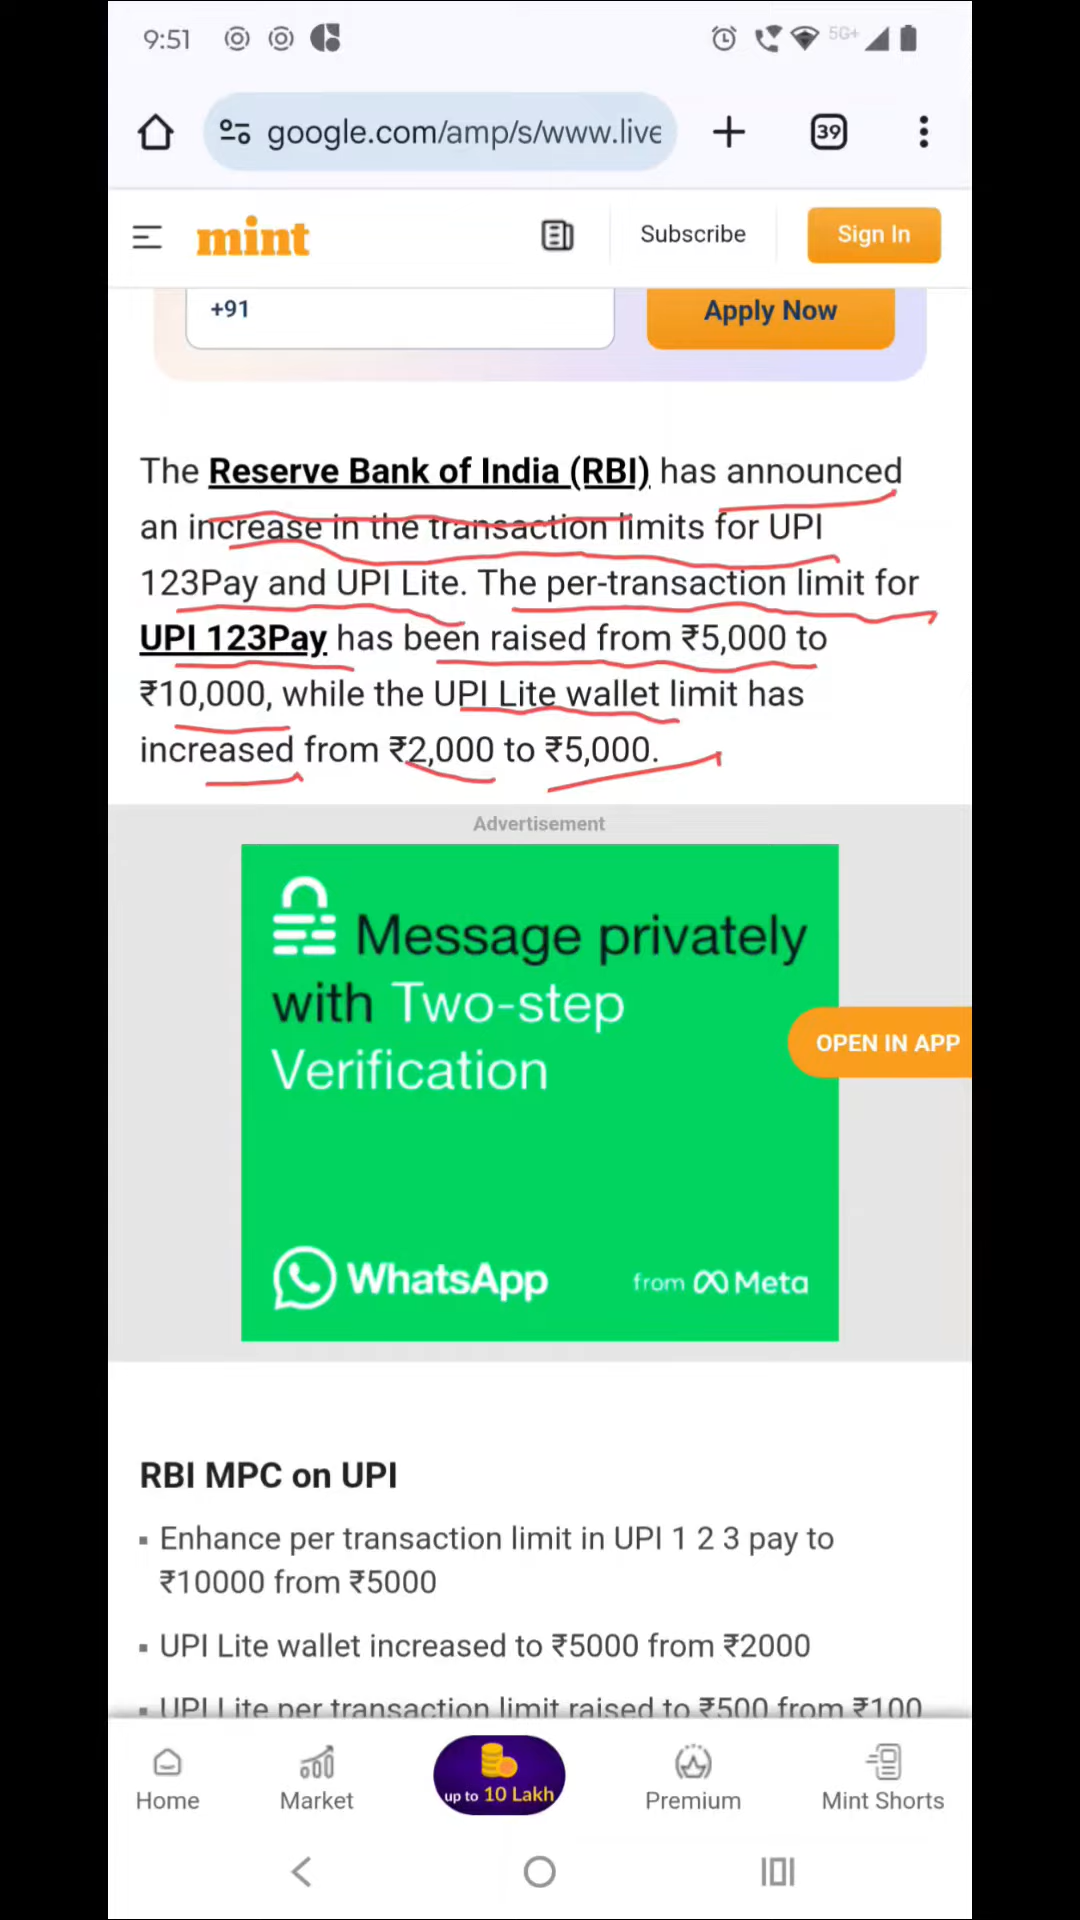 9:51
5G+
google.com/amp/s/www.live
39
mint
Subscribe
Sign In
+91
Apply Now
The Reserve Bank of India (RBI) has announced
an increase in the transaction limits for UPI
123Pay and UPI Lite. The per-transaction limit for
UPI 123Pay has been raised from ₹5,000 to
₹10,000, while the UPI Lite wallet limit has
increased from ₹2,000 to ₹5,000.
Advertisement
Message privately
with Two-step
Verification
OPEN IN APP
WhatsApp
from Meta
RBI MPC on UPI
▪ Enhance per transaction limit in UPI 1 2 3 pay to
₹10000 from ₹5000
▪ UPI Lite wallet increased to ₹5000 from ₹2000
▪ UPI Lite per transaction limit raised to ₹500 from ₹100
up to 10 Lakh
Home
Market
Premium
Mint Shorts